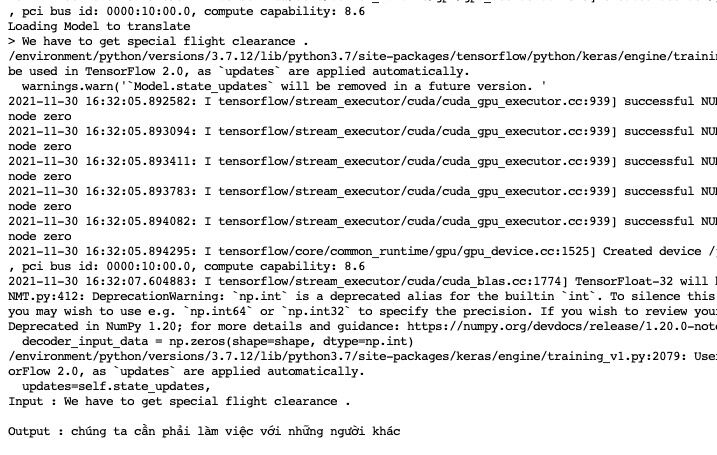 , pci bus id: 0000:10:00.0, compute capability: 8.6
Loading Model to translate
> We have to get special flight clearance .
/environment/python/versions/3.7.12/lib/python3.7/site-packages/tensorflow/python/keras/engine/traini
be used in TensorFlow 2.0, as `updates` are applied automatically.
  warnings.warn('`Model.state_updates` will be removed in a future version. '
2021-11-30 16:32:05.892582: I tensorflow/stream_executor/cuda/cuda_gpu_executor.cc:939] successful NU
node zero
2021-11-30 16:32:05.893094: I tensorflow/stream_executor/cuda/cuda_gpu_executor.cc:939] successful NU
node zero
2021-11-30 16:32:05.893411: I tensorflow/stream_executor/cuda/cuda_gpu_executor.cc:939] successful NU
node zero
2021-11-30 16:32:05.893783: I tensorflow/stream_executor/cuda/cuda_gpu_executor.cc:939] successful NU
node zero
2021-11-30 16:32:05.894082: I tensorflow/stream_executor/cuda/cuda_gpu_executor.cc:939] successful NU
node zero
2021-11-30 16:32:05.894295: I tensorflow/core/common_runtime/gpu/gpu_device.cc:1525] Created device /
, pci bus id: 0000:10:00.0, compute capability: 8.6
2021-11-30 16:32:07.604883: I tensorflow/stream_executor/cuda/cuda_blas.cc:1774] TensorFloat-32 will
NMT.py:412: DeprecationWarning: `np.int` is a deprecated alias for the builtin `int`. To silence this
you may wish to use e.g. `np.int64` or `np.int32` to specify the precision. If you wish to review your
Deprecated in NumPy 1.20; for more details and guidance: https://numpy.org/devdocs/release/1.20.0-note
  decoder_input_data = np.zeros(shape=shape, dtype=np.int)
/environment/python/versions/3.7.12/lib/python3.7/site-packages/keras/engine/training_v1.py:2079: Use
orFlow 2.0, as `updates` are applied automatically.
  updates=self.state_updates,
Input : We have to get special flight clearance .
Output : chúng ta cần phải làm việc với những người khác